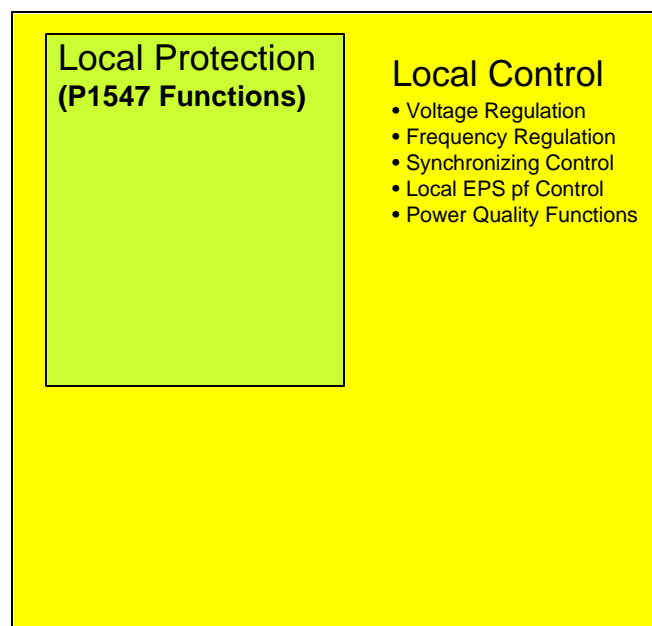 Local Protection
(P1547 Functions)
Local Control
• Voltage Regulation
• Frequency Regulation
• Synchronizing Control
• Local EPS pf Control
• Power Quality Functions